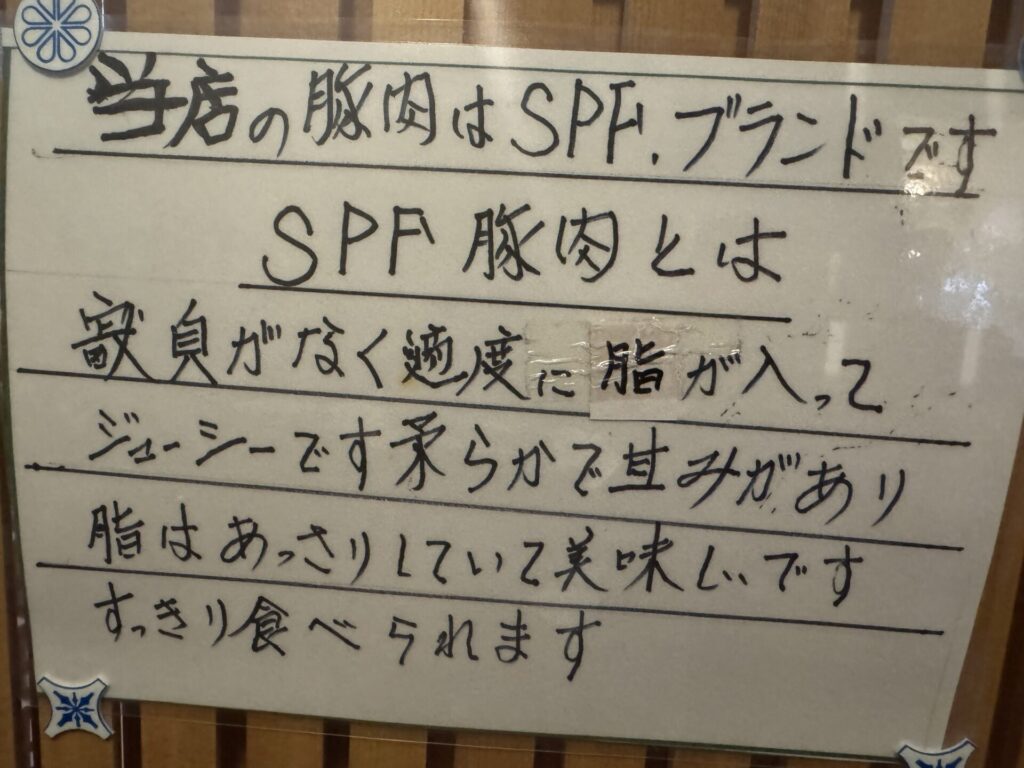 当店の豚肉はSPF.ブランドです
SPF豚肉とは
獣臭がなく適度に脂が入って
ジューシーです柔らかで甘みがあり
脂はあっさりしていて美味しいです
すっきり食べられます